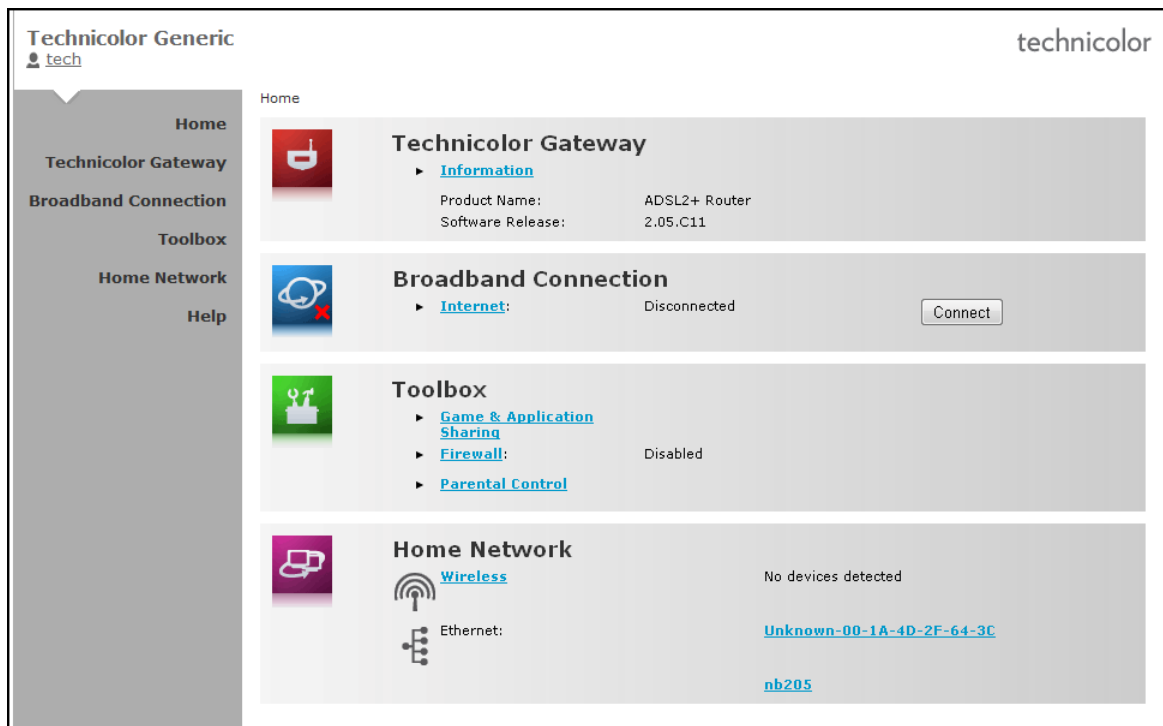 Technicolor Generic
tech
technicolor
Home
Technicolor Gateway
Broadband Connection
Toolbox
Home Network
Help
Home
Technicolor Gateway
Information
Product Name: ADSL2+ Router
Software Release: 2.05.C11
Broadband Connection
Internet: Disconnected Connect
Toolbox
Game & Application
Sharing
Firewall: Disabled
Parental Control
Home Network
Wireless No devices detected
Ethernet: Unknown-00-1A-4D-2F-64-3C
nb205